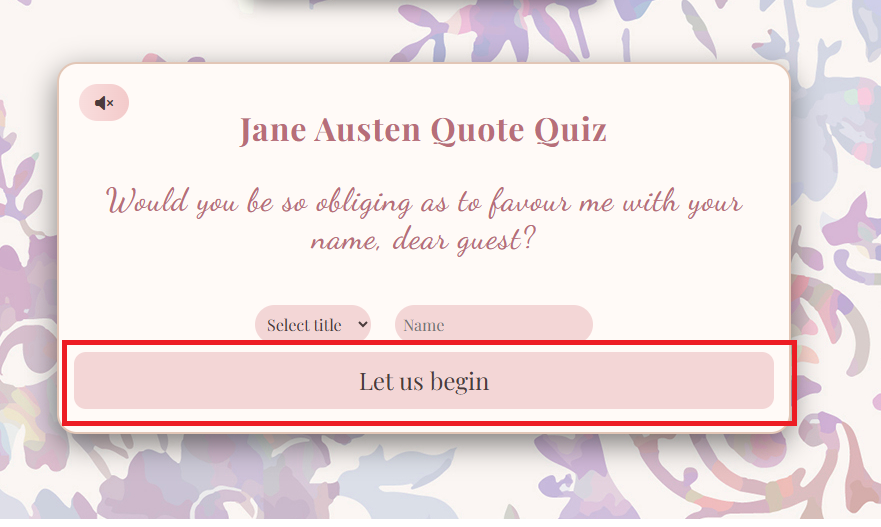 Jane Austen Quote Quiz
Would you be so obliging as to favour me with your
name, dear guest?
Select title Name
Let us begin